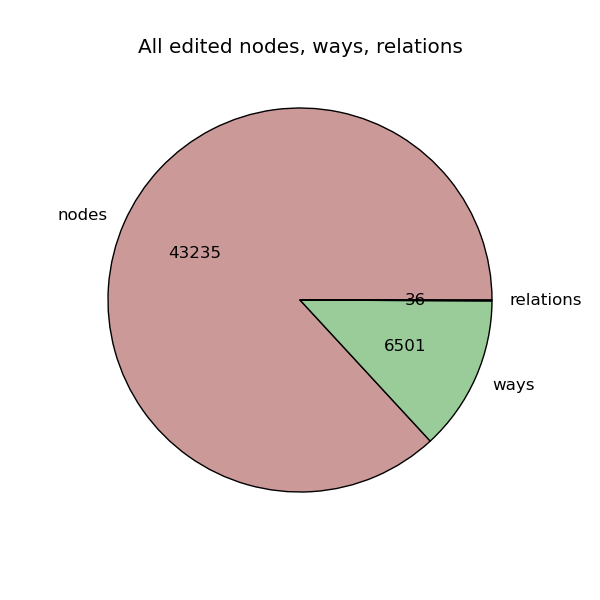 All edited nodes, ways, relations
nodes
43235
36
relations
6501
ways